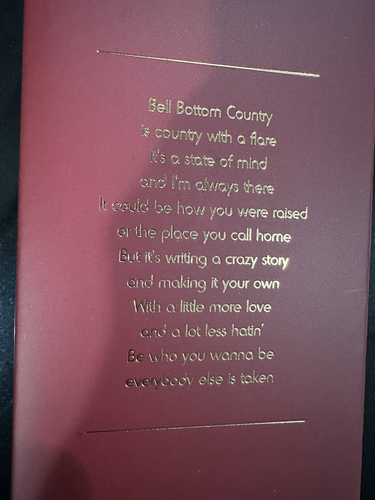 Bell Bottom Country
is country with a flare
It's a state of mind
and I'm always there
It could be how you were raised
or the place you call home
But it's writing a crazy story
and making it your own
With a little more love
and a lot less hatin'
Be who you wanna be
everybody else is taken